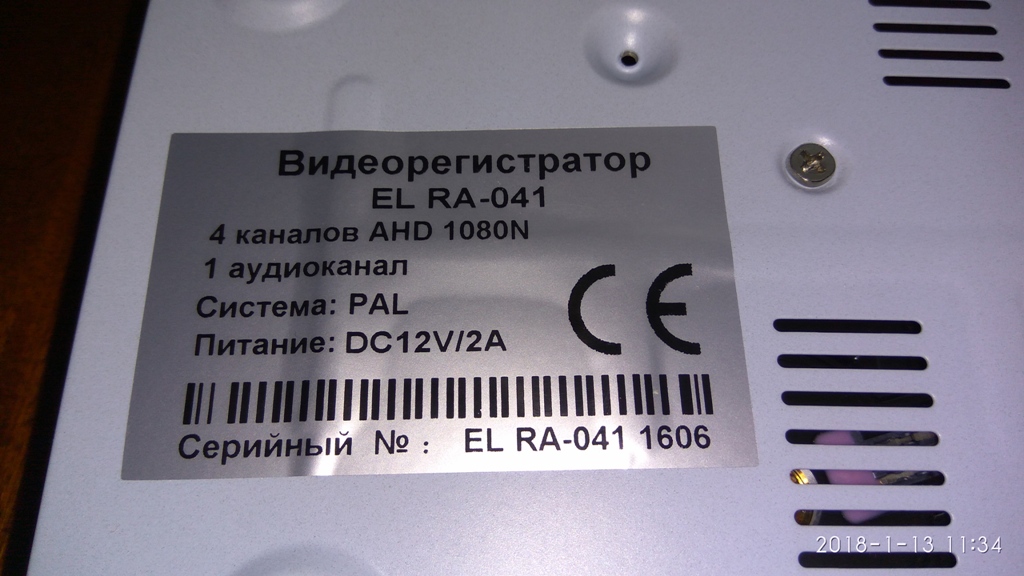 Видеорегистратор
EL RA-041
4 каналов AHD 1080N
1 аудиоканал
Система: PAL
Питание: DC12V/2A
CE
Серийный № : EL RA-041 1606
2018-1-13 11:34